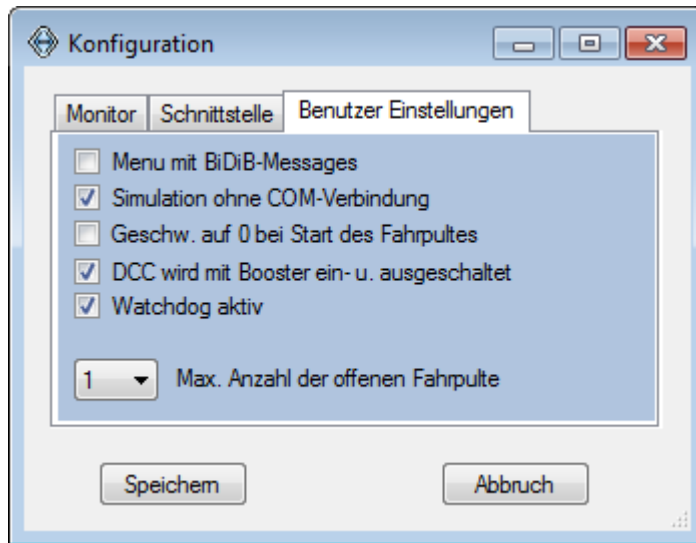 Konfiguration
Monitor Schnittstelle Benutzer Einstellungen
Menu mit BiDiB-Messages
Simulation ohne COM-Verbindung
Geschw. auf 0 bei Start des Fahrpultes
DCC wird mit Booster ein- u. ausgeschaltet
Watchdog aktiv
1 Max. Anzahl der offenen Fahrpulte
Speichern Abbruch